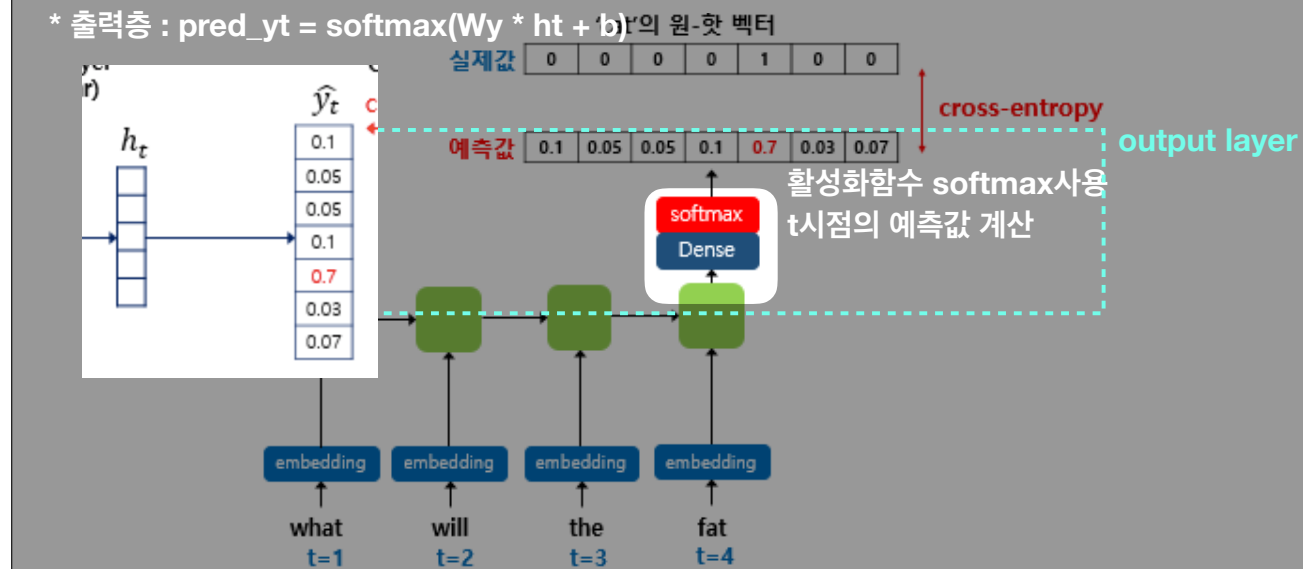 * 출력층 : pred_yt = softmax(Wy * ht + b)
의 원-핫 벡터
실제값 0 0 0 0 1 0 0
cross-entropy
예측값 0.1 0.05 0.05 0.1 0.7 0.03 0.07
output layer
활성화함수 softmax사용
t시점의 예측값 계산
softmax
Dense
r)
h_t
ŷ_t
0.1
0.05
0.05
0.1
0.7
0.03
0.07
embedding embedding embedding embedding
what will the fat
t=1 t=2 t=3 t=4